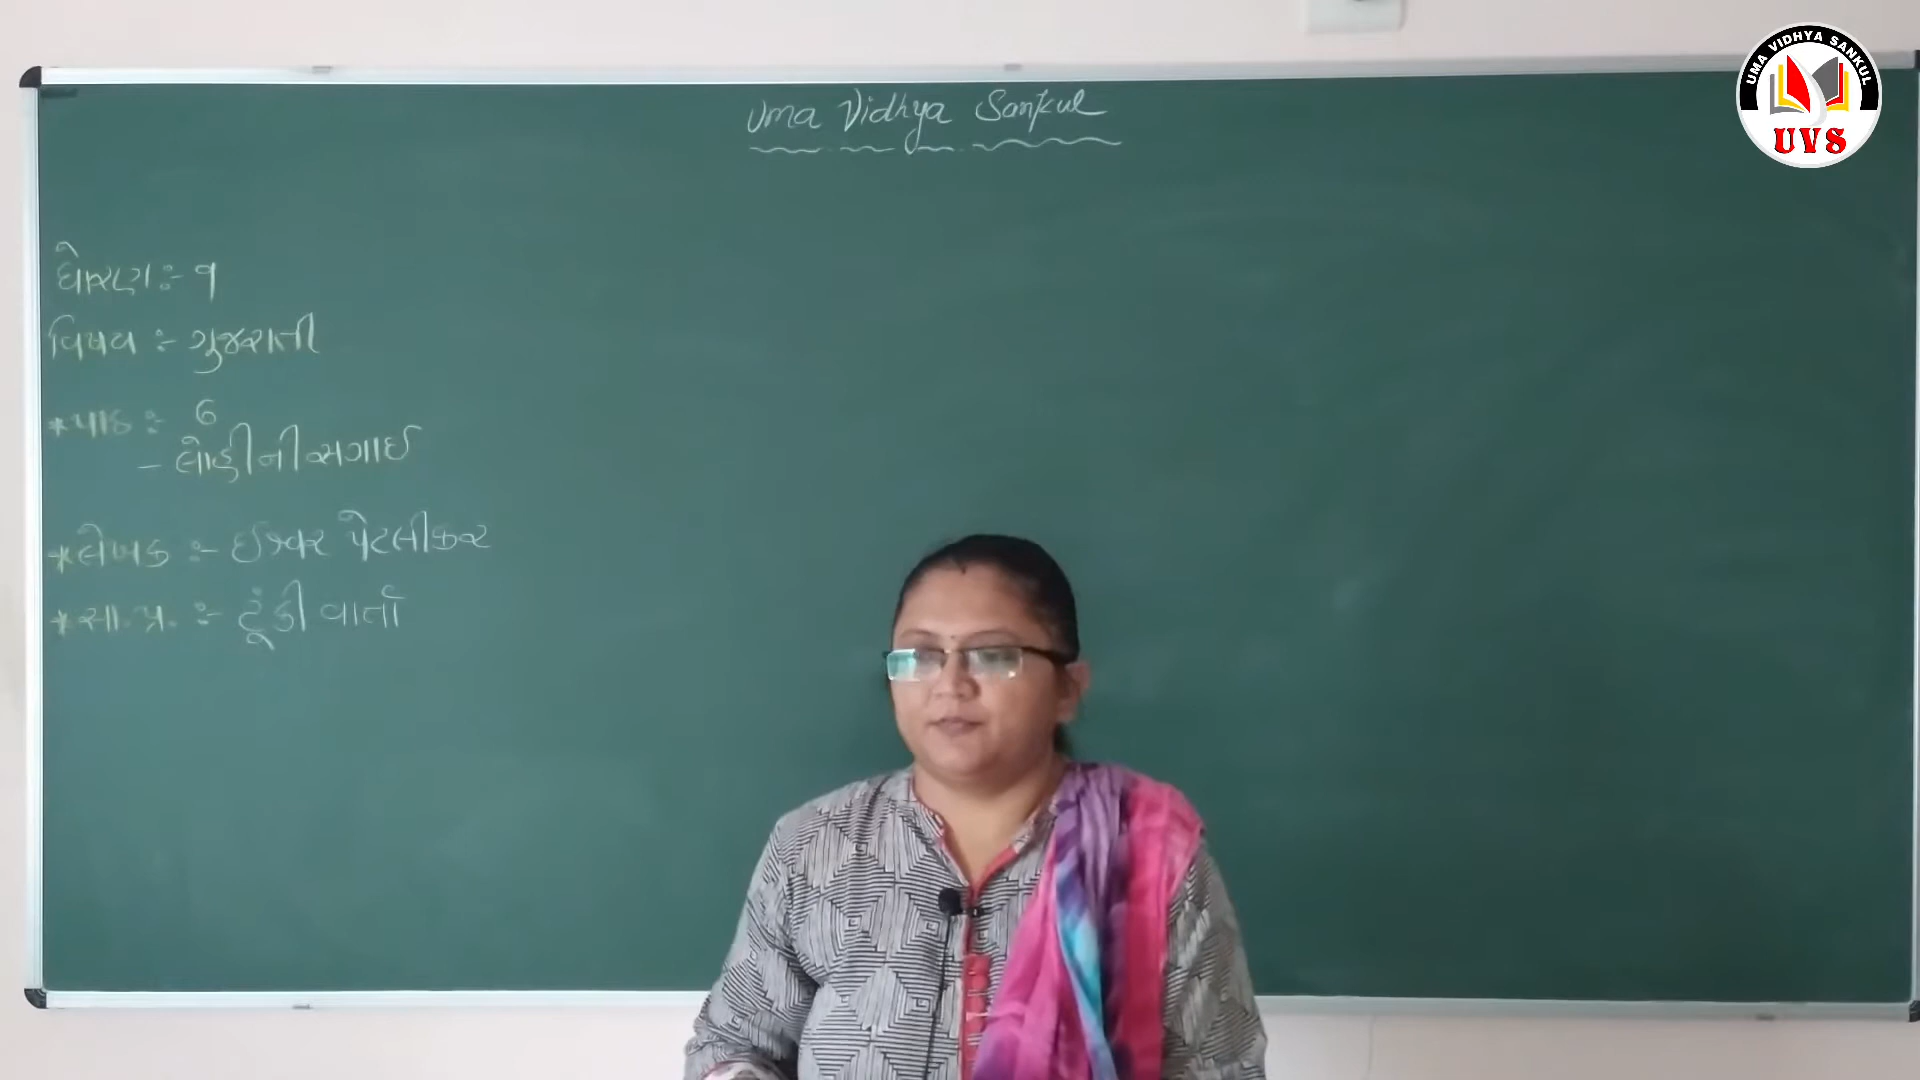 Uma Vidhya Sankul
UMA VIDHYA SANKUL
UVS
ધોરણ :- ૧
વિષય :- ગુજરાતી
*પાઠ :- 6
- લોહીની સગાઈ
*લેખક :- ઈશ્વર પેટલીકર
*સા.પ્ર. :- ટૂંકી વાર્તા